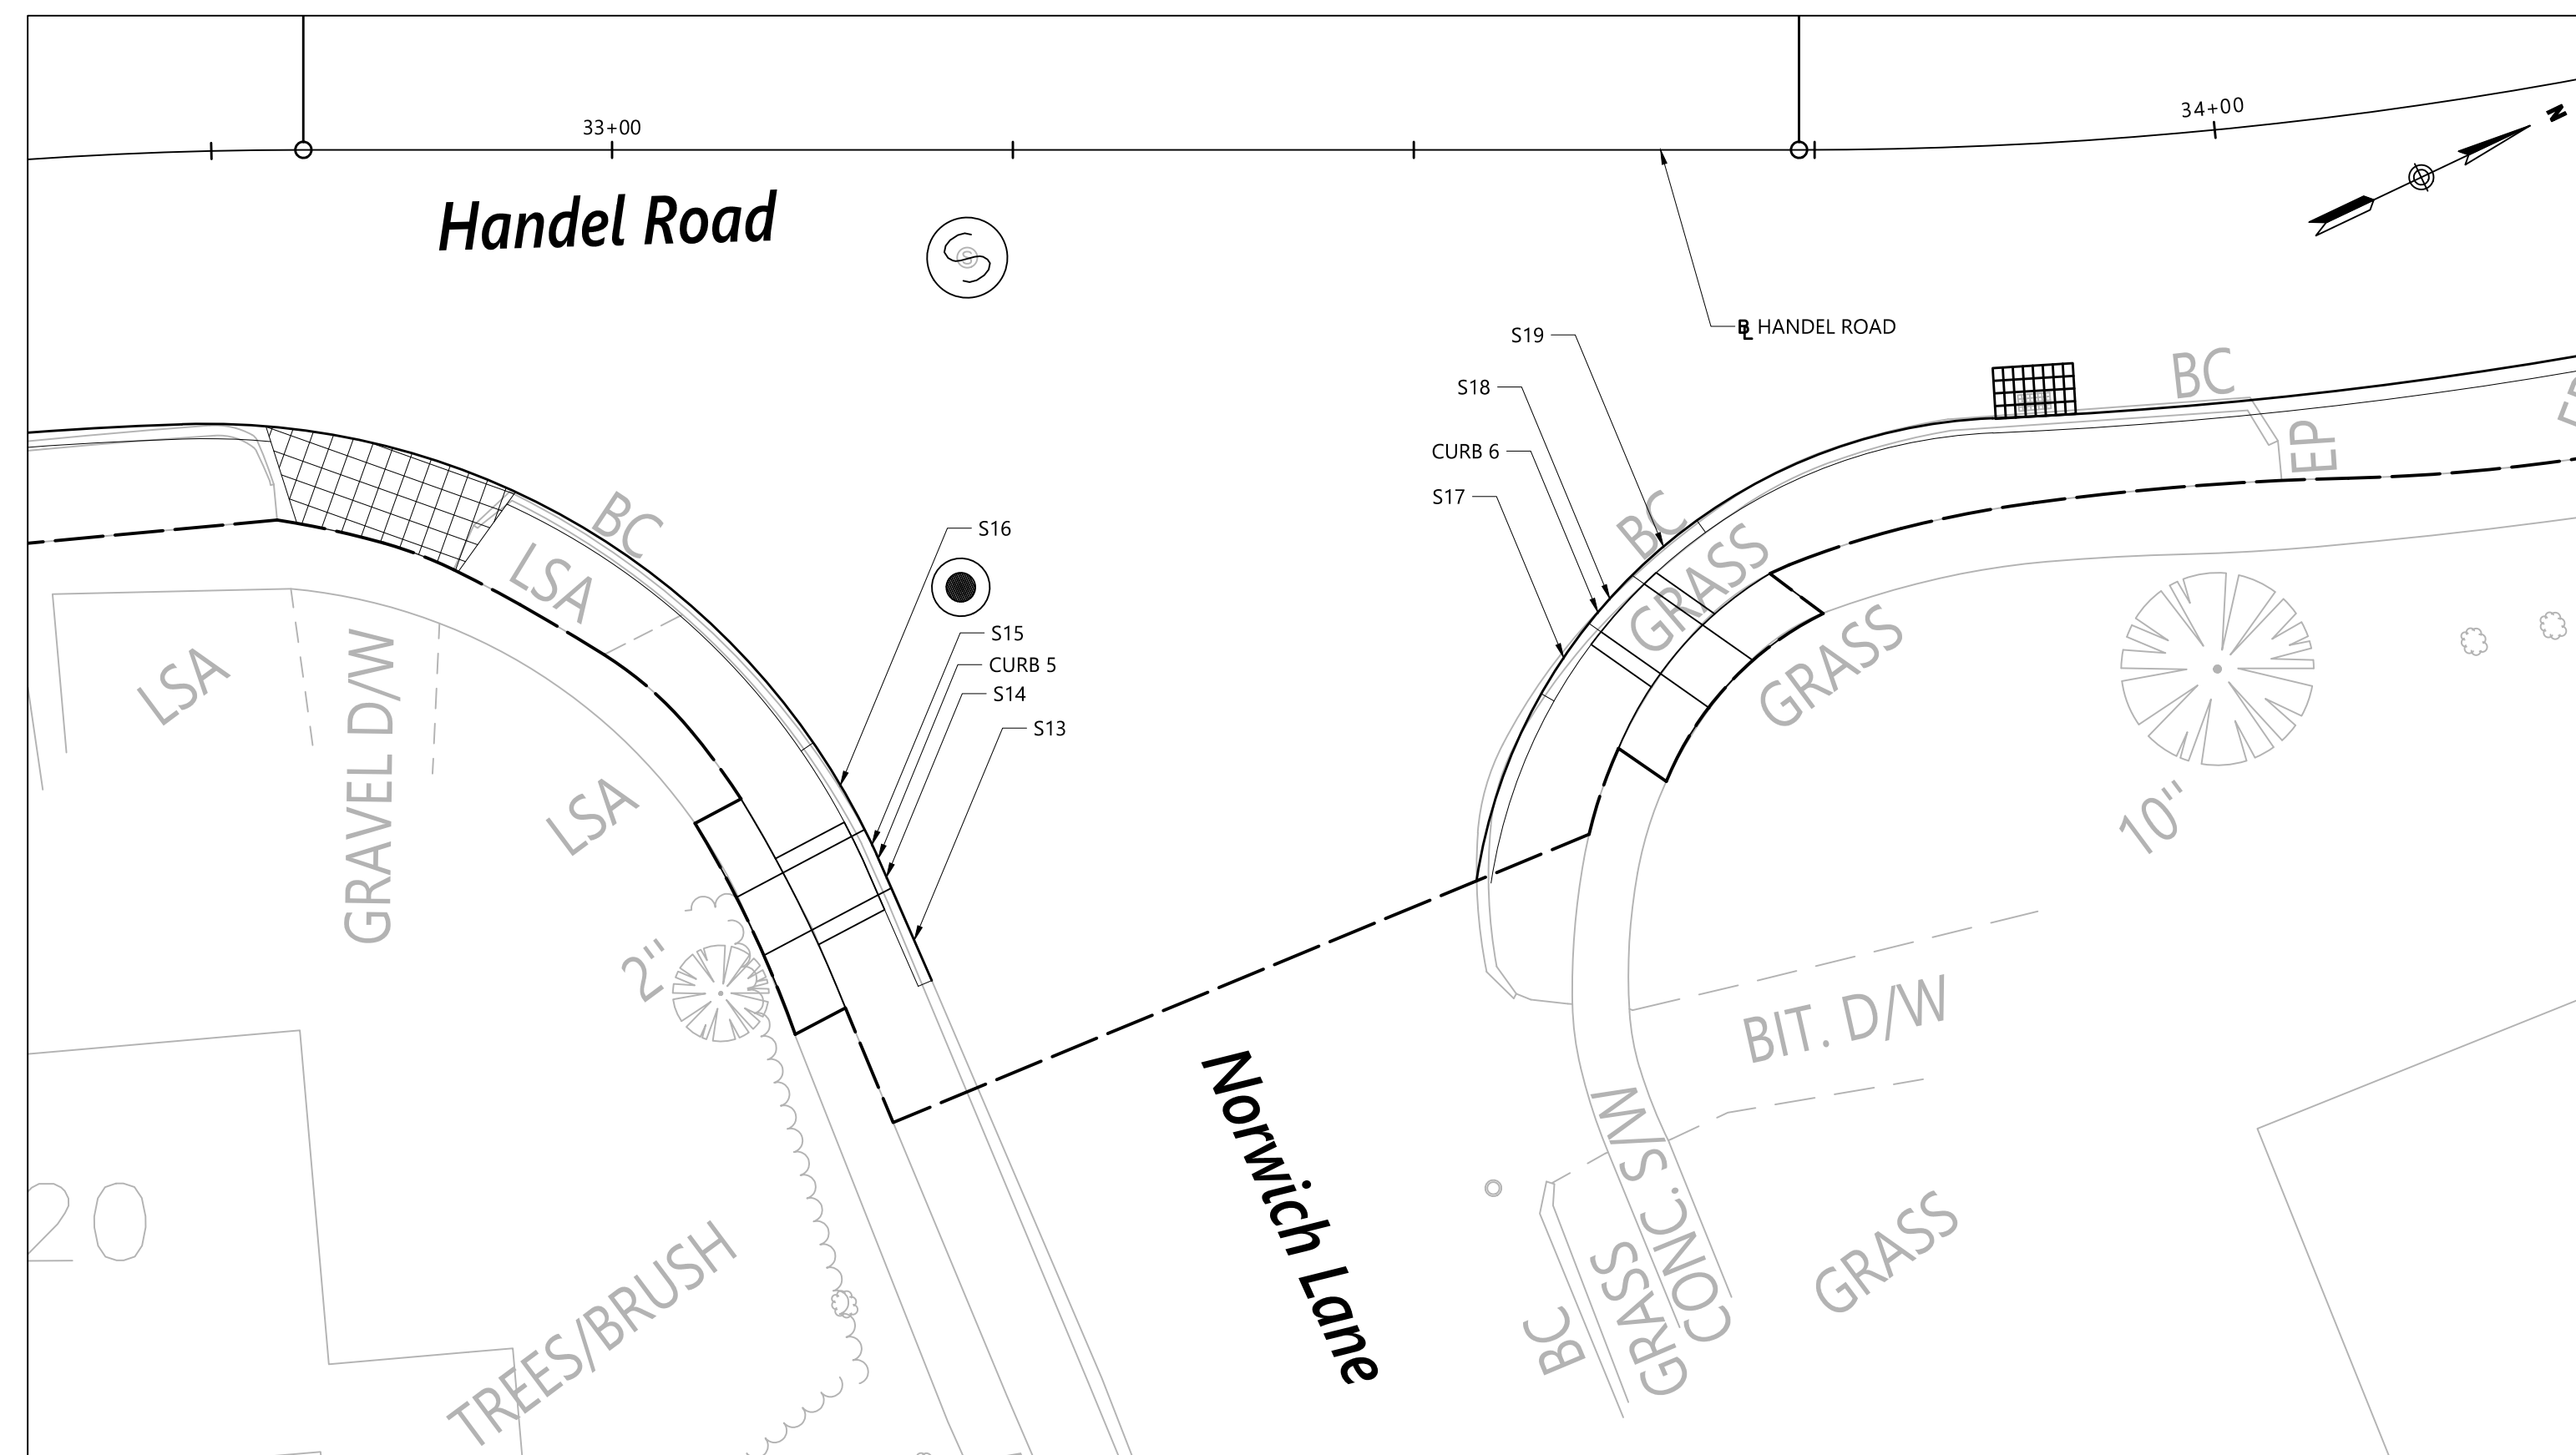 33+00
34+00
N
Handel Road
S
S
BL HANDEL ROAD
S19
S18
CURB 6
S17
BC
EP
BC
LSA
BC
GRASS
GRASS
S16
S15
CURB 5
S14
S13
LSA
GRAVEL D/W
LSA
2"
10"
BIT. D/W
Norwich Lane
CONC. S/W
GRASS
BC
GRASS
20
TREES/BRUSH